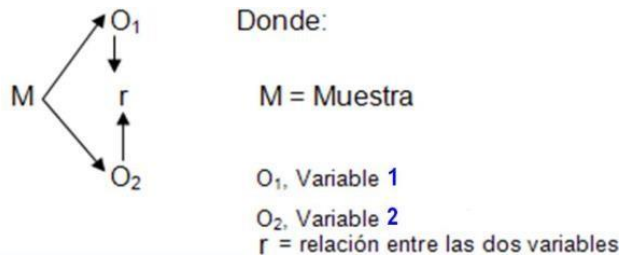 O₁ Donde:
M r M = Muestra
O₂ O₁, Variable 1
O₂, Variable 2
r = relación entre las dos variables